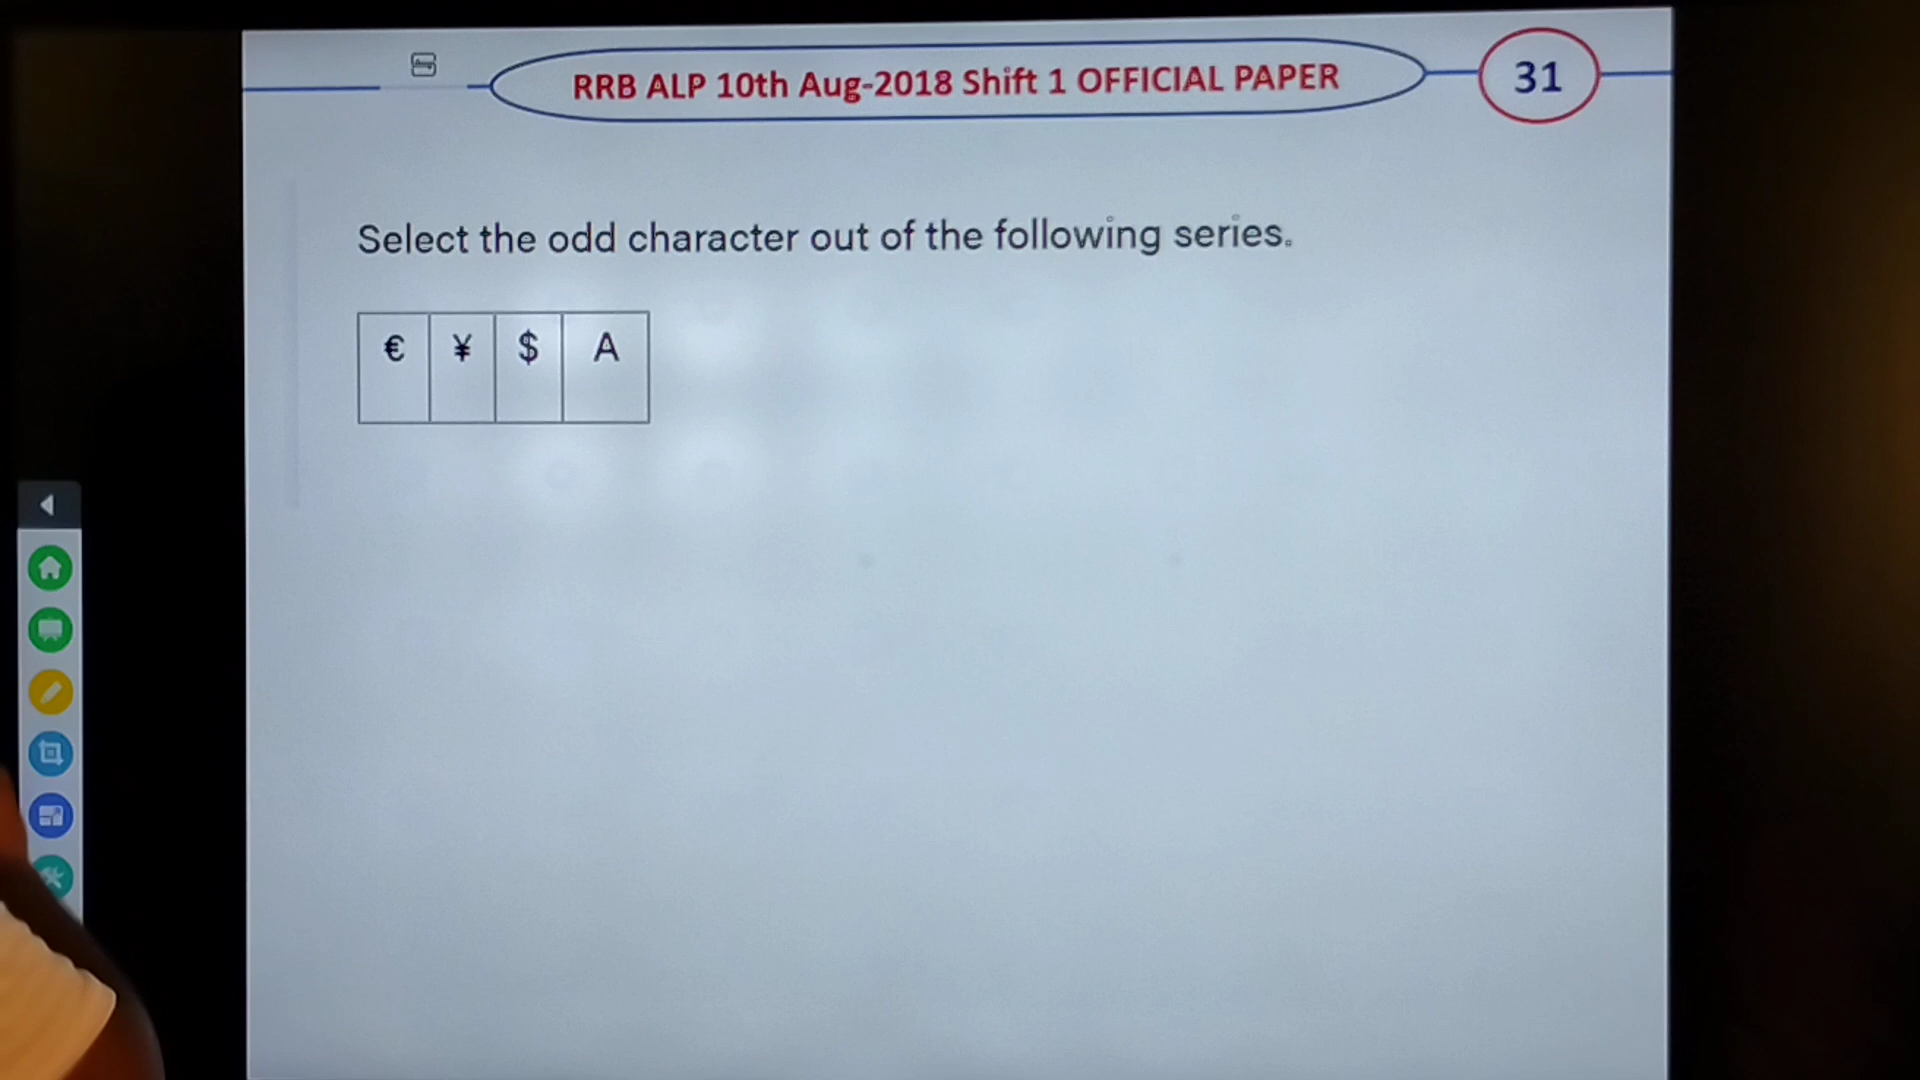 RRB ALP 10th Aug-2018 Shift 1 OFFICIAL PAPER
31
Select the odd character out of the following series.
€ ¥ $ A